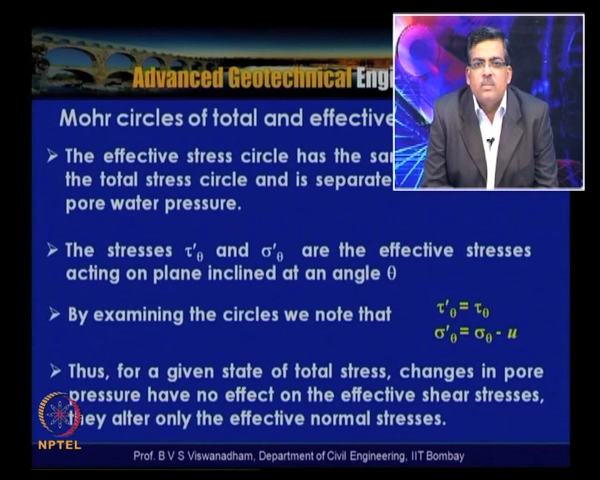 Advanced Geotechnical Engi
Mohr circles of total and effective
➤ The effective stress circle has the sa
the total stress circle and is separate
pore water pressure.
➤ The stresses τ′θ and σ′θ are the effective stresses
acting on plane inclined at an angle θ
➤ By examining the circles we note that
τ′θ = τθ
σ′θ = σθ - u
➤ Thus, for a given state of total stress, changes in pore
pressure have no effect on the effective shear stresses,
they alter only the effective normal stresses.
NPTEL
Prof. B V S Viswanadham, Department of Civil Engineering, IIT Bombay